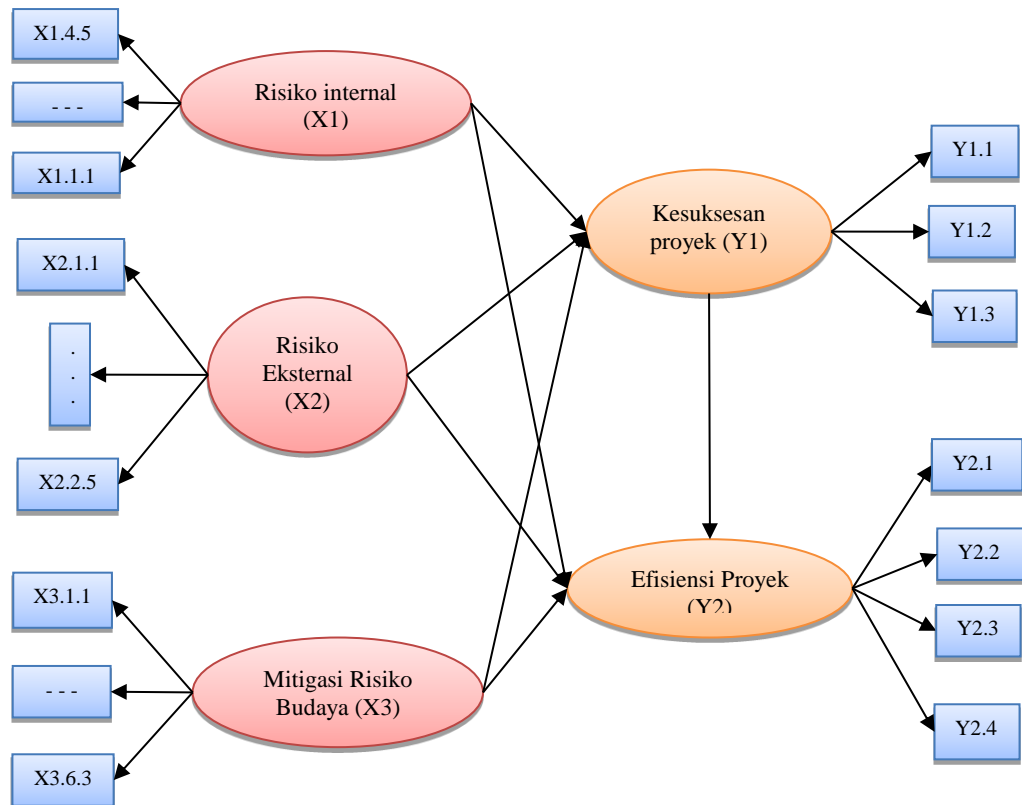 X1.4.5
- - -
X1.1.1
Risiko internal
(X1)
X2.1.1
.
.
.
X2.2.5
Risiko
Eksternal
(X2)
X3.1.1
- - -
X3.6.3
Mitigasi Risiko
Budaya (X3)
Kesuksesan
proyek (Y1)
Y1.1
Y1.2
Y1.3
Efisiensi Proyek
(Y2)
Y2.1
Y2.2
Y2.3
Y2.4